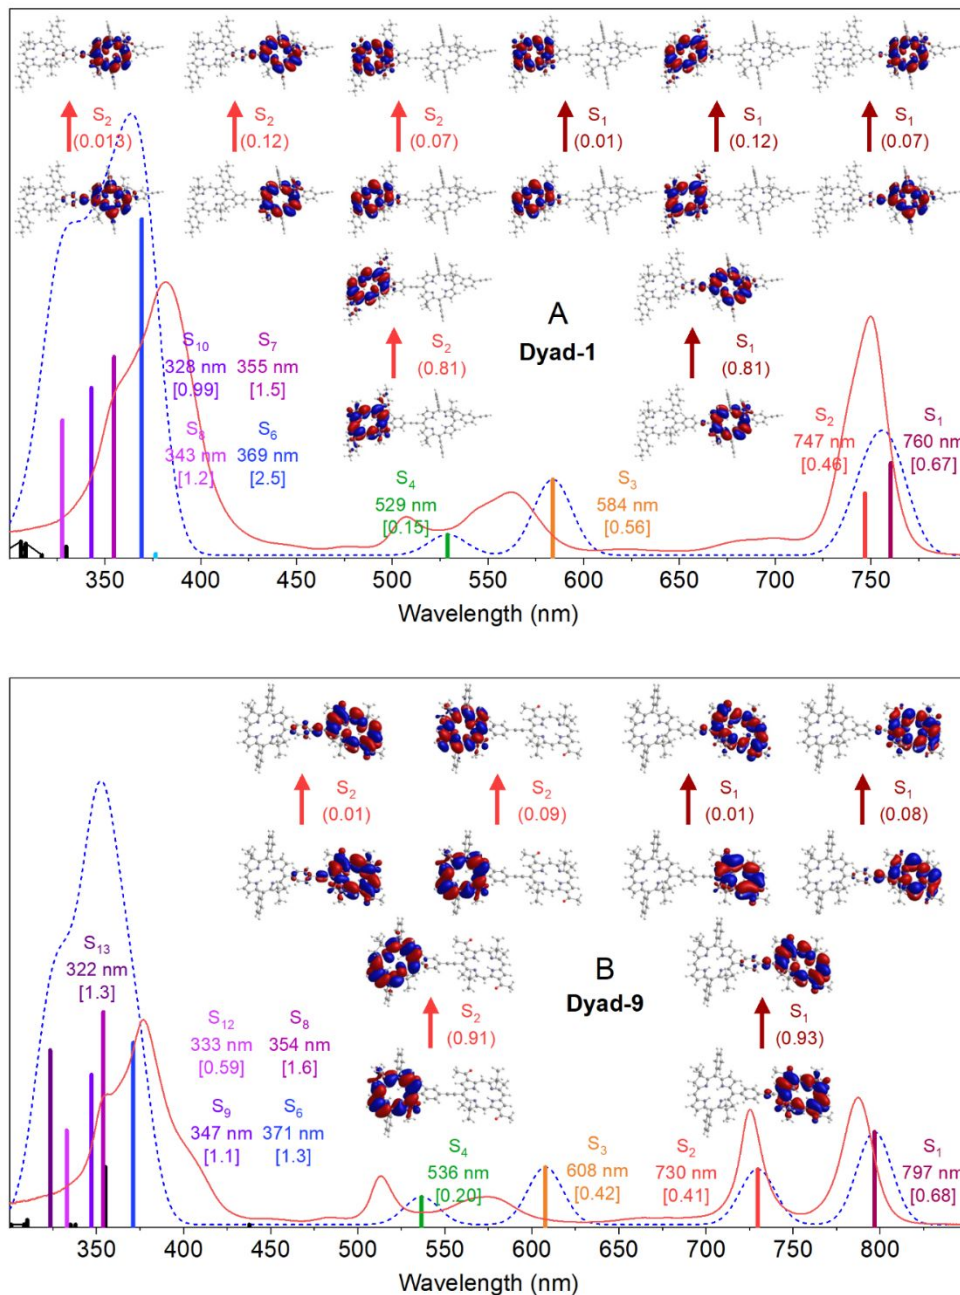 S2 S2 S2 S1 S1 S1
(0.013) (0.12) (0.07) (0.01) (0.12) (0.07)
A
Dyad-1
S2 S1
(0.81) (0.81)
S10 S7
328 nm 355 nm
[0.99] [1.5]
S8 S6
343 nm 369 nm
[1.2] [2.5]
S4
529 nm
[0.15]
S3
584 nm
[0.56]
S2
747 nm
[0.46]
S1
760 nm
[0.67]
350 400 450 500 550 600 650 700 750
Wavelength (nm)
S2 S2 S1 S1
(0.01) (0.09) (0.01) (0.08)
B
Dyad-9
S2 S1
(0.91) (0.93)
S13
322 nm
[1.3]
S12 S8
333 nm 354 nm
[0.59] [1.6]
S9 S6
347 nm 371 nm
[1.1] [1.3]
S4
536 nm
[0.20]
S3
608 nm
[0.42]
S2
730 nm
[0.41]
S1
797 nm
[0.68]
350 400 450 500 550 600 650 700 750 800
Wavelength (nm)